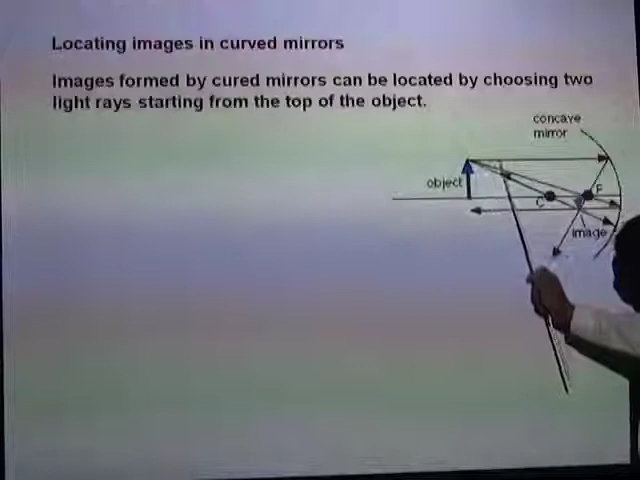 Locating images in curved mirrors
Images formed by cured mirrors can be located by choosing two
light rays starting from the top of the object.
concave
mirror
object
F
C
image